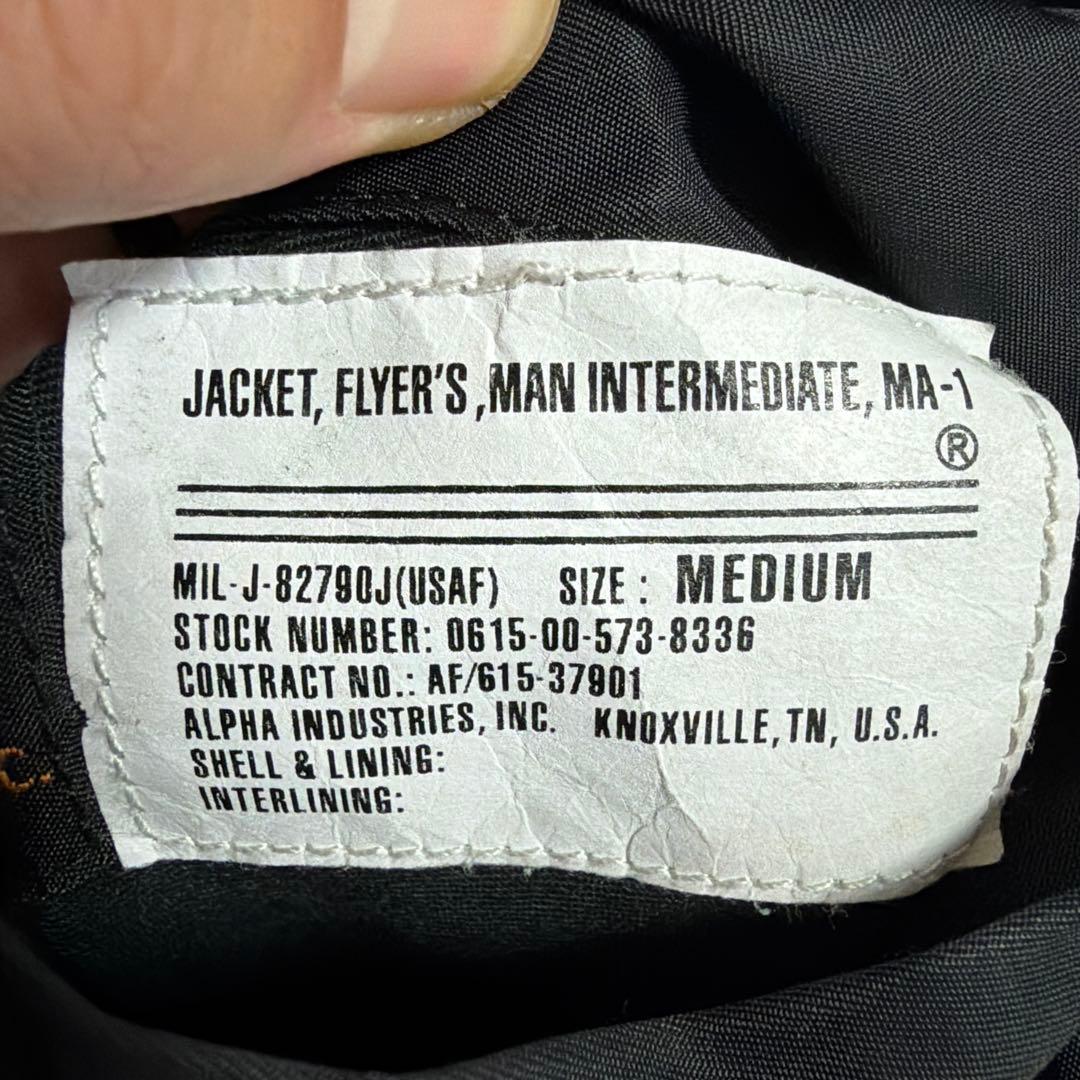 JACKET, FLYER'S ,MAN INTERMEDIATE, MA-1
®
MIL-J-82790J(USAF) SIZE : MEDIUM
STOCK NUMBER: 0615-00-573-8336
CONTRACT NO.: AF/615-37901
ALPHA INDUSTRIES, INC. KNOXVILLE, TN, U.S.A.
SHELL & LINING:
INTERLINING:
C.